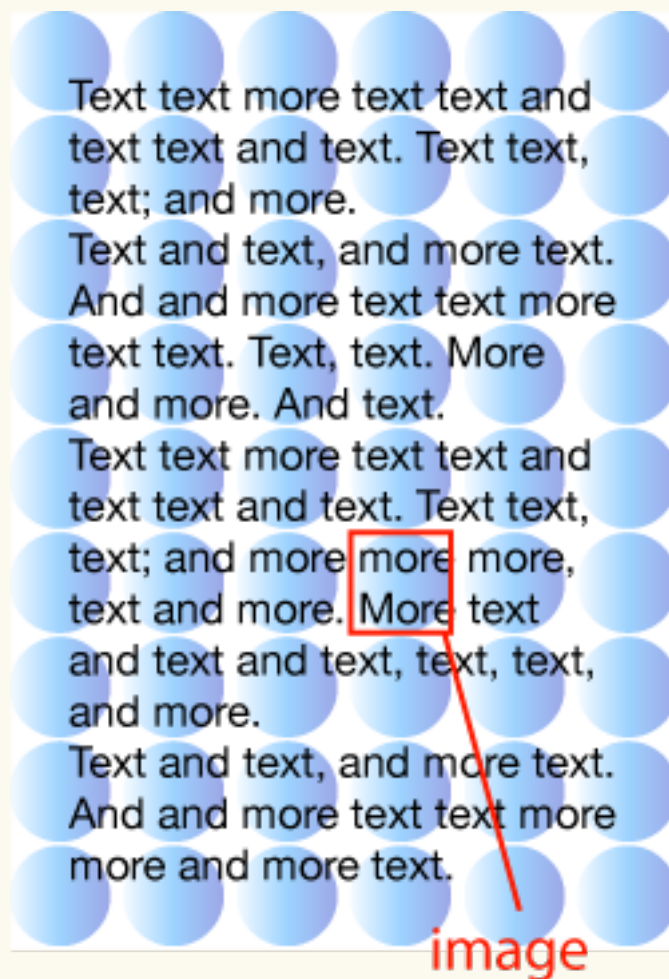 Text text more text text and
text text and text. Text text,
text; and more.
Text and text, and more text.
And and more text text more
text text. Text, text. More
and more. And text.
Text text more text text and
text text and text. Text text,
text; and more more more,
text and more. More text
and text and text, text, text,
and more.
Text and text, and more text.
And and more text text more
more and more text.
image